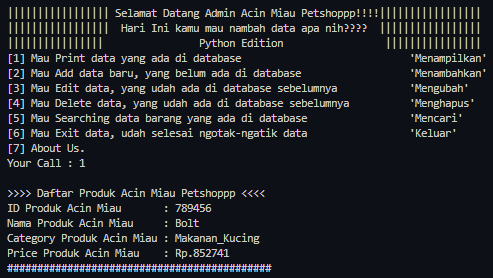 ||||||||||||||||| Selamat Datang Admin Acin Miau Petshoppp!!!!|||||||||||||||||
|||||||||||||||||  Hari Ini kamu mau nambah data apa nih????  |||||||||||||||||
||||||||||||||||                Python Edition                 ||||||||||||||||
[1] Mau Print data yang ada di database 'Menampilkan'
[2] Mau Add data baru, yang belum ada di database 'Menambahkan'
[3] Mau Edit data, yang udah ada di database sebelumnya 'Mengubah'
[4] Mau Delete data, yang udah ada di database sebelumnya 'Menghapus'
[5] Mau Searching data barang yang ada di database 'Mencari'
[6] Mau Exit data, udah selesai ngotak-ngatik data 'Keluar'
[7] About Us.
Your Call : 1
>>>> Daftar Produk Acin Miau Petshoppp <<<<
ID Produk Acin Miau : 789456
Nama Produk Acin Miau : Bolt
Category Produk Acin Miau : Makanan_Kucing
Price Produk Acin Miau : Rp.852741
############################################